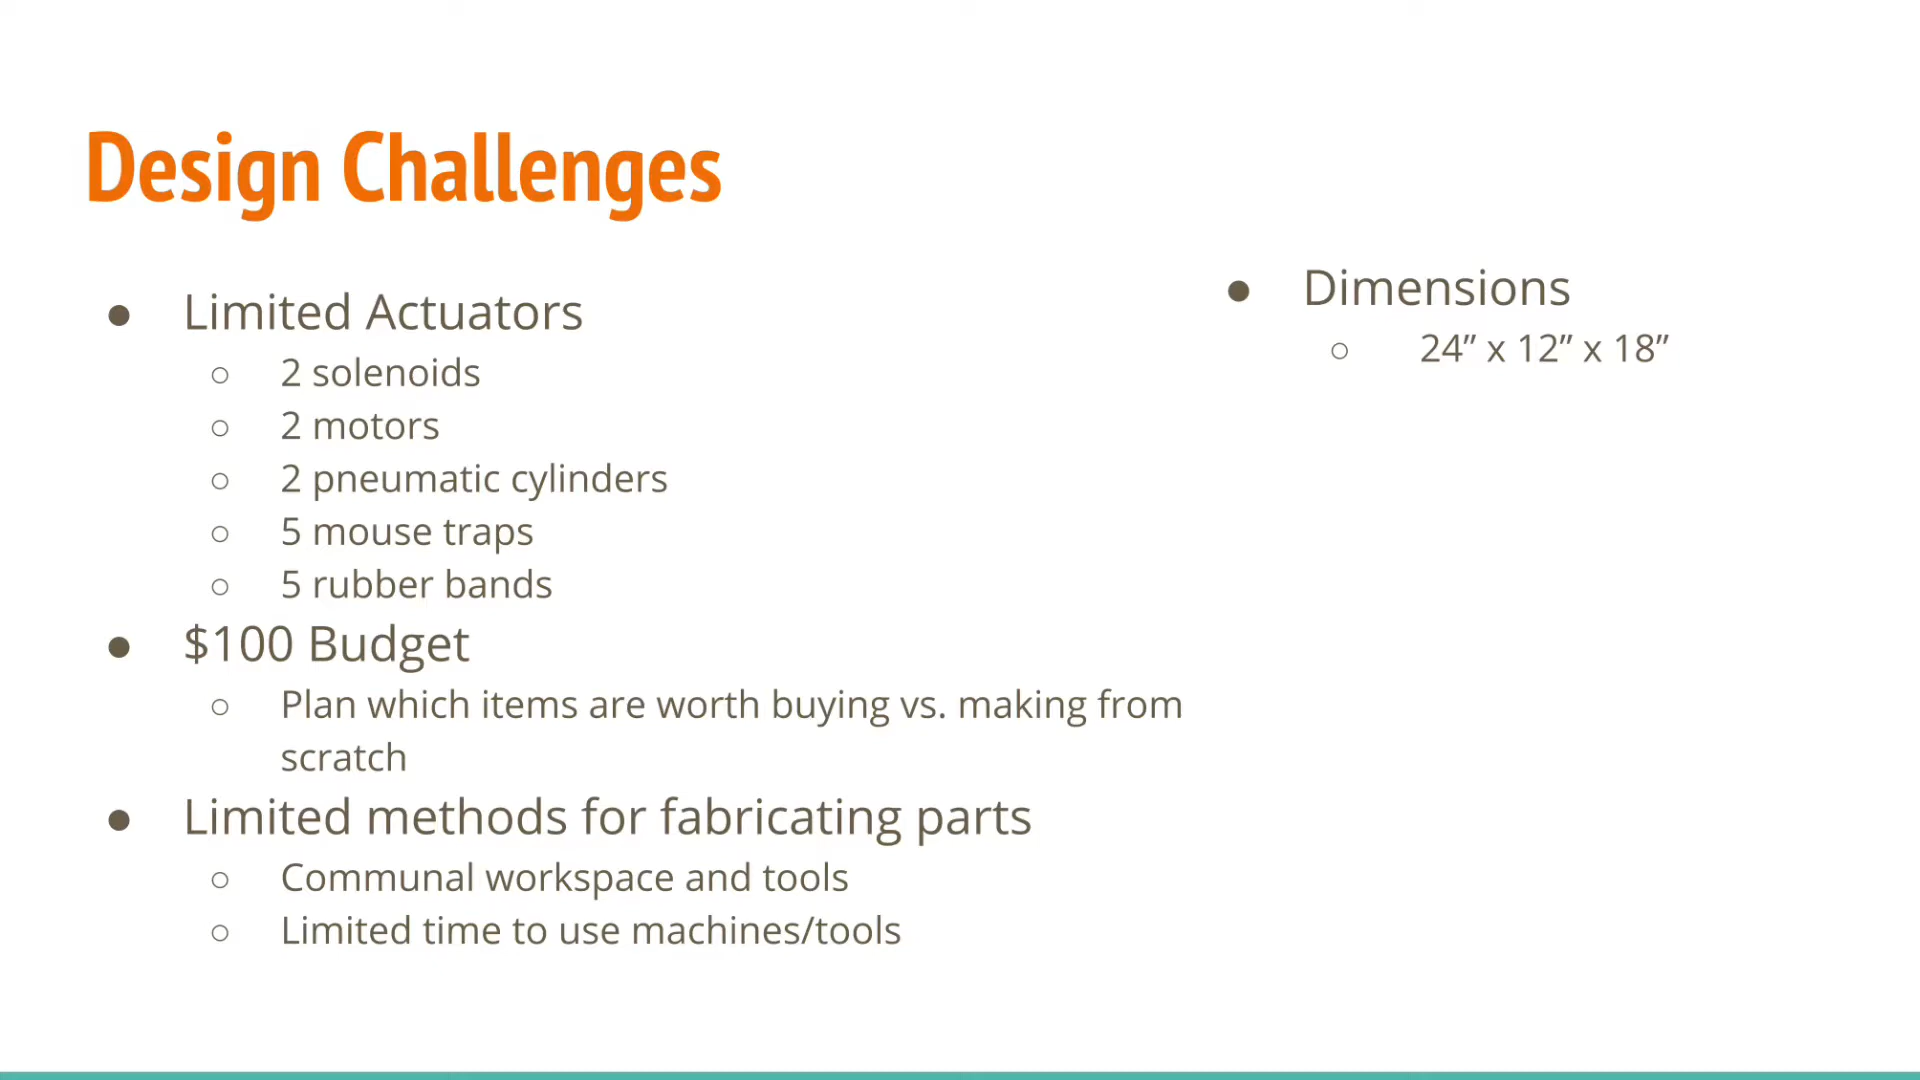 Design Challenges
● Limited Actuators
○ 2 solenoids
○ 2 motors
○ 2 pneumatic cylinders
○ 5 mouse traps
○ 5 rubber bands
● $100 Budget
○ Plan which items are worth buying vs. making from
scratch
● Limited methods for fabricating parts
○ Communal workspace and tools
○ Limited time to use machines/tools
● Dimensions
○ 24” x 12” x 18”